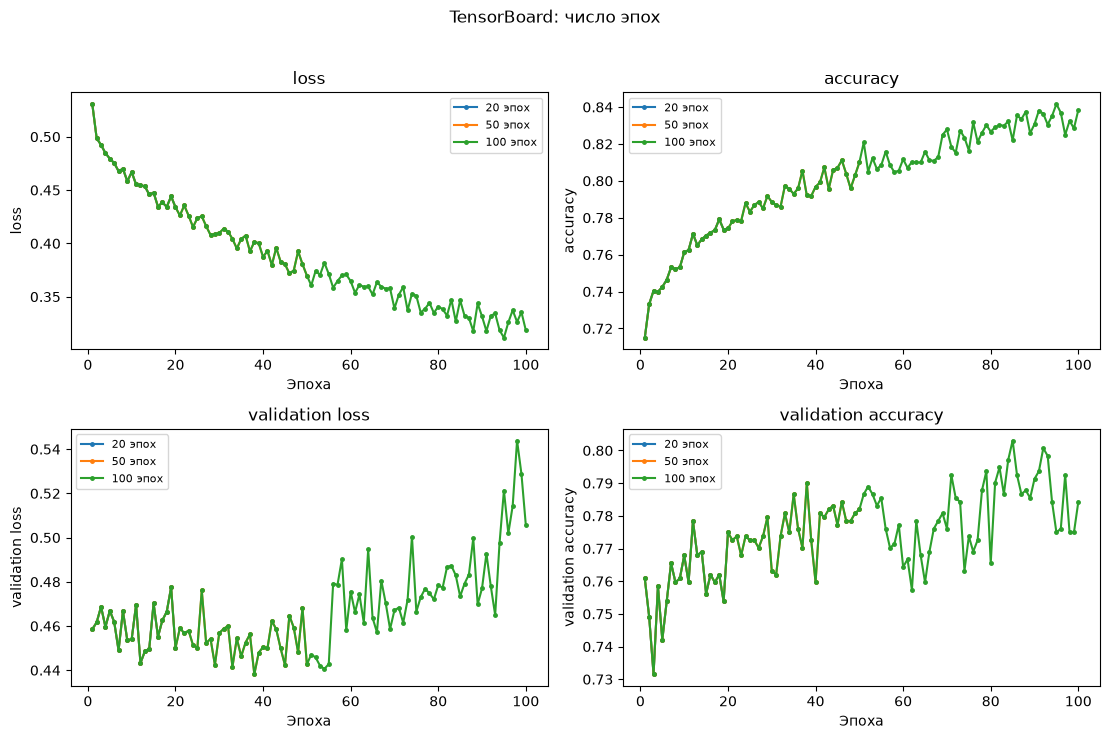 TensorBoard: число эпох
loss
loss
0.50
0.45
0.40
0.35
20 эпох
50 эпох
100 эпох
0 20 40 60 80 100
Эпоха
accuracy
accuracy
0.84
0.82
0.80
0.78
0.76
0.74
0.72
20 эпох
50 эпох
100 эпох
0 20 40 60 80 100
Эпоха
validation loss
validation loss
0.54
0.52
0.50
0.48
0.46
0.44
20 эпох
50 эпох
100 эпох
0 20 40 60 80 100
Эпоха
validation accuracy
validation accuracy
0.80
0.79
0.78
0.77
0.76
0.75
0.74
0.73
20 эпох
50 эпох
100 эпох
0 20 40 60 80 100
Эпоха